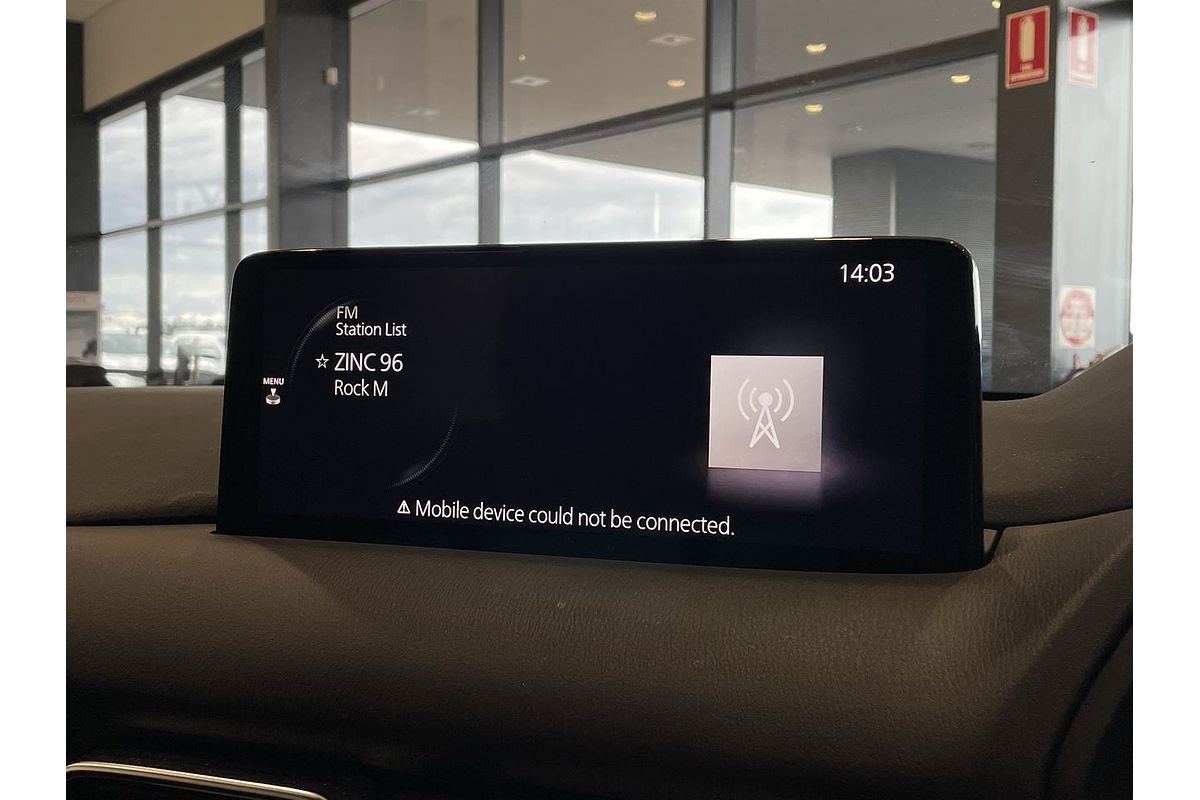 14:03
FM
Station List
☆ ZINC 96
Rock M
MENU
Mobile device could not be connected.